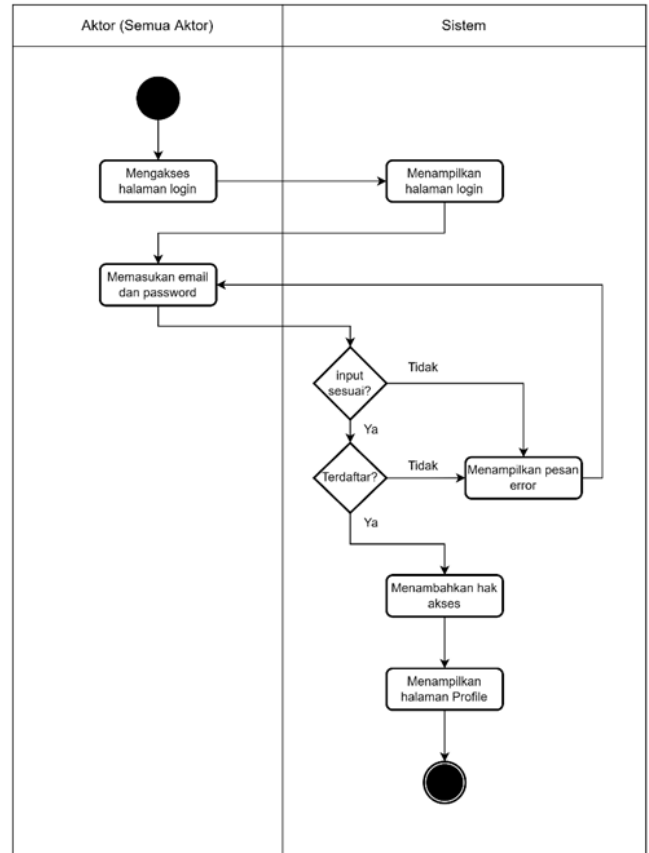 Aktor (Semua Aktor)
Sistem
Mengakses
halaman login
Menampilkan
halaman login
Memasukan email
dan password
input
sesuai?
Tidak
Ya
Terdaftar?
Tidak
Menampilkan pesan
error
Ya
Menambahkan hak
akses
Menampilkan
halaman Profile